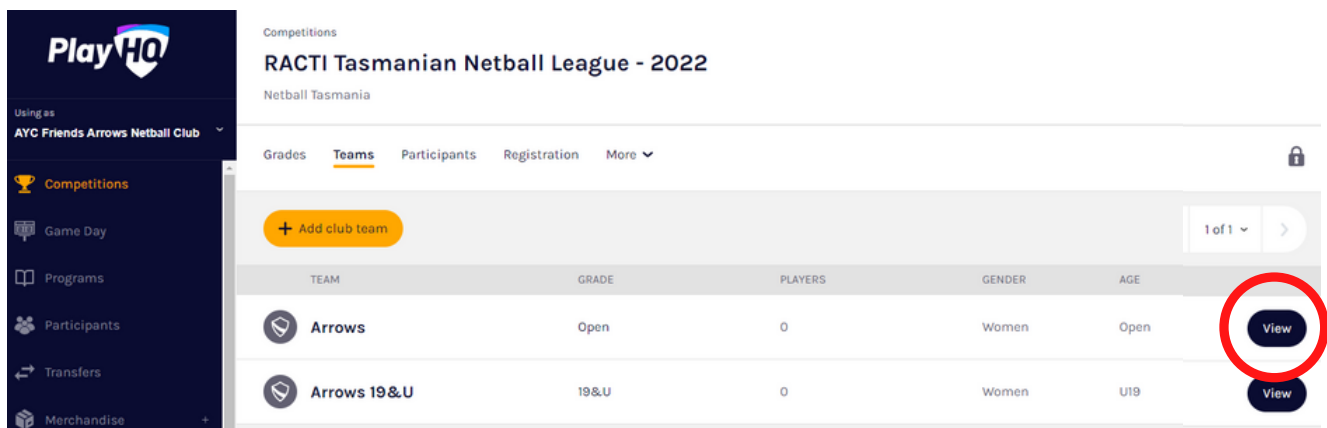 PlayHQ
Using as
AYC Friends Arrows Netball Club
Competitions
Game Day
Programs
Participants
Transfers
Merchandise +
Competitions
RACTI Tasmanian Netball League - 2022
Netball Tasmania
Grades Teams Participants Registration More
+ Add club team
1 of 1
TEAM GRADE PLAYERS GENDER AGE
Arrows Open 0 Women Open View
Arrows 19&U 19&U 0 Women U19 View